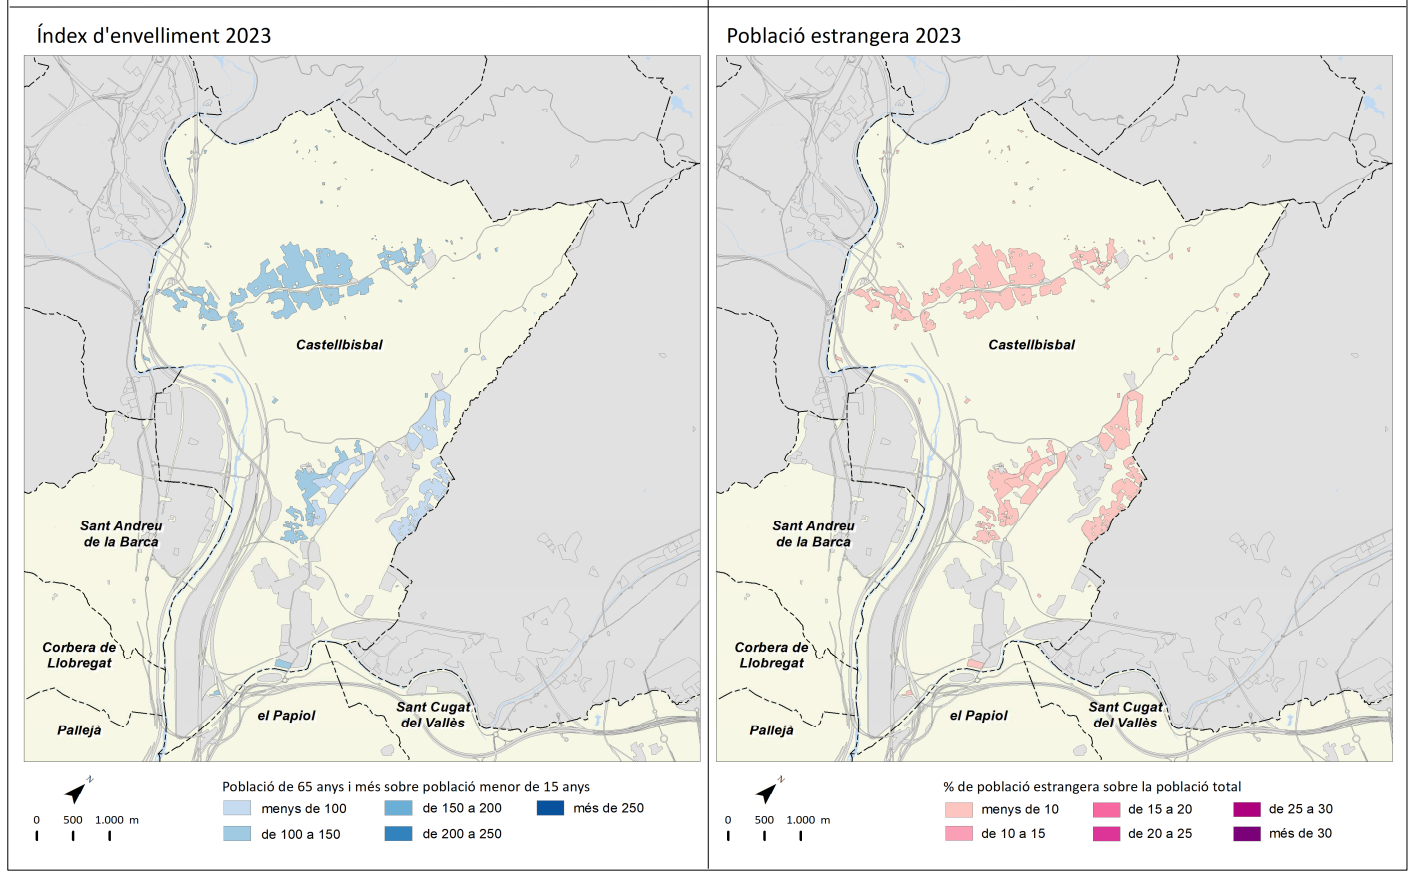 Índex d'envelliment 2023
Castellbisbal
Sant Andreu
de la Barca
Corbera de
Llobregat
Pallejà
el Papiol
Sant Cugat
del Vallès
N
0 500 1.000 m
Població de 65 anys i més sobre població menor de 15 anys
menys de 100
de 100 a 150
de 150 a 200
de 200 a 250
més de 250
Població estrangera 2023
Castellbisbal
Sant Andreu
de la Barca
Corbera de
Llobregat
Pallejà
el Papiol
Sant Cugat
del Vallès
N
0 500 1.000 m
% de població estrangera sobre la població total
menys de 10
de 10 a 15
de 15 a 20
de 20 a 25
de 25 a 30
més de 30